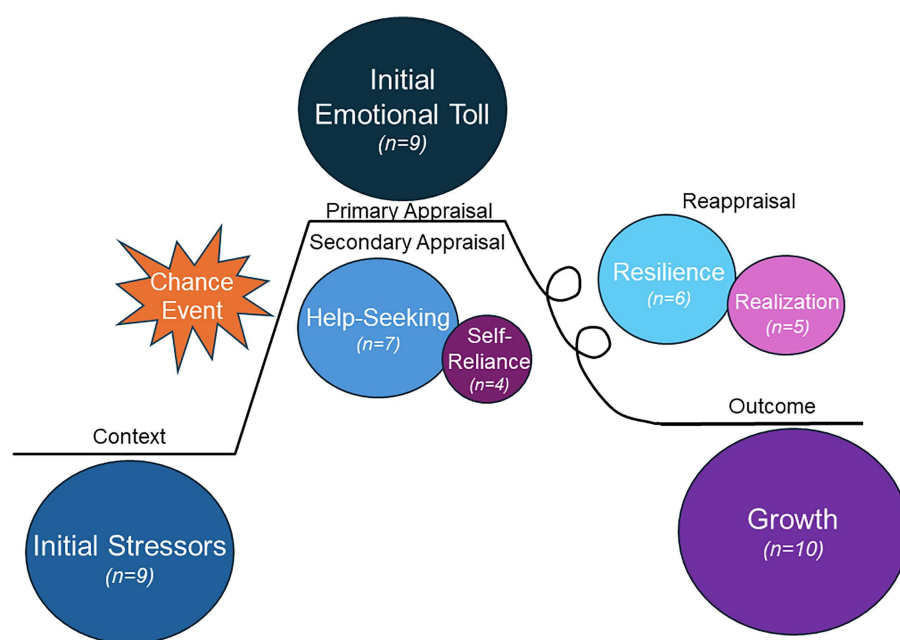 Initial
Emotional Toll
(n=9)
Primary Appraisal
Secondary Appraisal
Reappraisal
Chance
Event
Help-Seeking
(n=7)
Self-
Reliance
(n=4)
Resilience
(n=6)
Realization
(n=5)
Context
Initial Stressors
(n=9)
Outcome
Growth
(n=10)